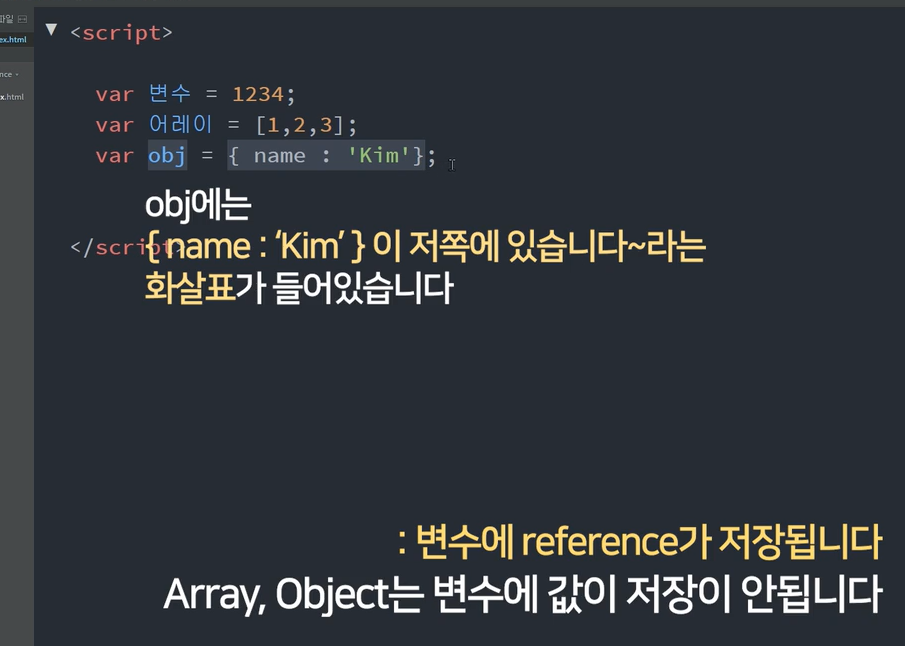 파일
ex.html
nce
x.html
▼ <script>
var 변수 = 1234;
var 어레이 = [1,2,3];
var obj = { name : 'Kim'};
obj에는
</script>
{ name : ‘Kim’ } 이 저쪽에 있습니다~라는
화살표가 들어있습니다
: 변수에 reference가 저장됩니다
Array, Object는 변수에 값이 저장이 안됩니다